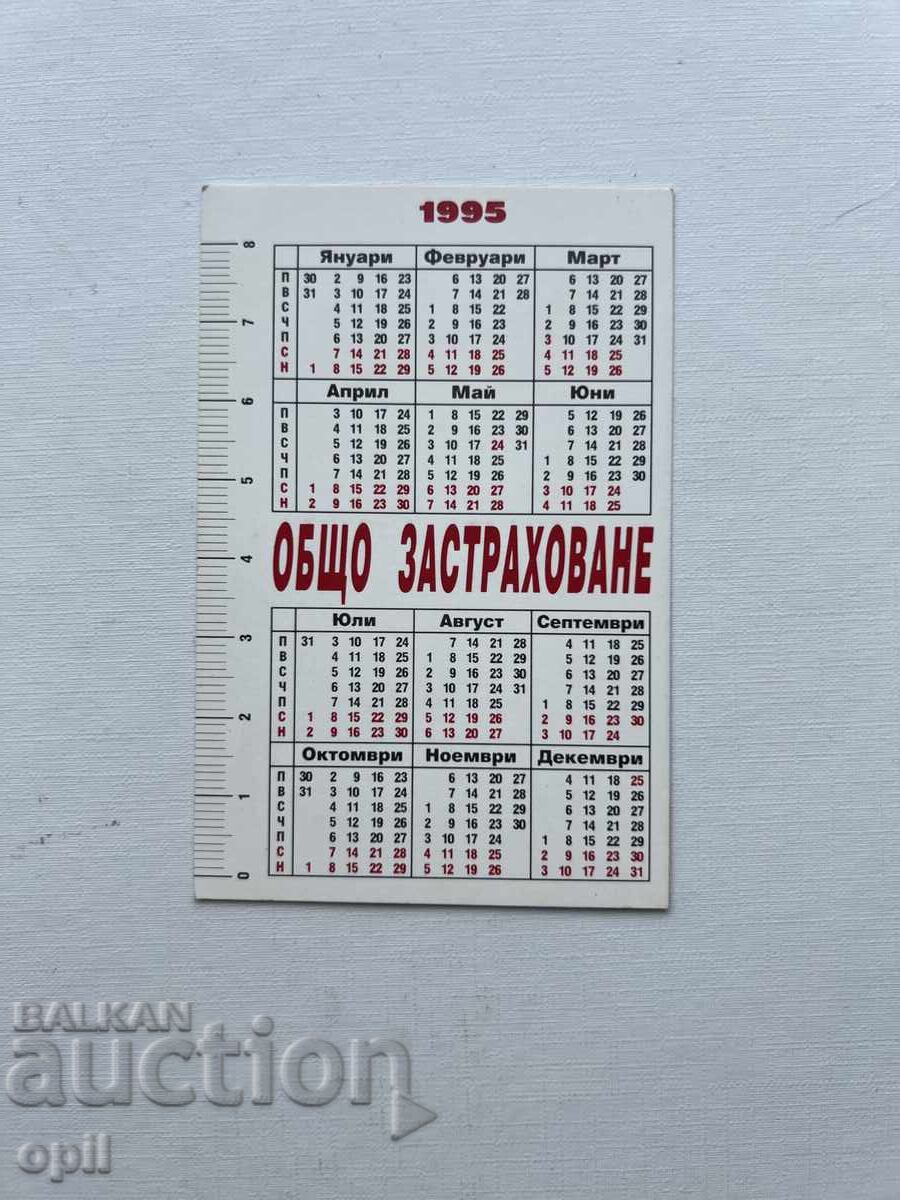 1995
8
7
6
5
4
3
2
1
0
Януари Февруари Март
П 30 2 9 16 23 6 13 20 27 6 13 20 27
В 31 3 10 17 24 7 14 21 28 7 14 21 28
С 4 11 18 25 1 8 15 22 1 8 15 22 29
Ч 5 12 19 26 2 9 16 23 2 9 16 23 30
П 6 13 20 27 3 10 17 24 3 10 17 24 31
С 7 14 21 28 4 11 18 25 4 11 18 25
Н 1 8 15 22 29 5 12 19 26 5 12 19 26
Април Май Юни
П 3 10 17 24 1 8 15 22 29 5 12 19 26
В 4 11 18 25 2 9 16 23 30 6 13 20 27
С 5 12 19 26 3 10 17 24 31 7 14 21 28
Ч 6 13 20 27 4 11 18 25 1 8 15 22 29
П 7 14 21 28 5 12 19 26 2 9 16 23 30
С 1 8 15 22 29 6 13 20 27 3 10 17 24
Н 2 9 16 23 30 7 14 21 28 4 11 18 25
ОБЩО ЗАСТРАХОВАНЕ
Юли Август Септември
П 31 3 10 17 24 7 14 21 28 4 11 18 25
В 4 11 18 25 1 8 15 22 29 5 12 19 26
С 5 12 19 26 2 9 16 23 30 6 13 20 27
Ч 6 13 20 27 3 10 17 24 31 7 14 21 28
П 7 14 21 28 4 11 18 25 1 8 15 22 29
С 1 8 15 22 29 5 12 19 26 2 9 16 23 30
Н 2 9 16 23 30 6 13 20 27 3 10 17 24
Октомври Ноември Декември
П 30 2 9 16 23 6 13 20 27 4 11 18 25
В 31 3 10 17 24 7 14 21 28 5 12 19 26
С 4 11 18 25 1 8 15 22 29 6 13 20 27
Ч 5 12 19 26 2 9 16 23 30 7 14 21 28
П 6 13 20 27 3 10 17 24 1 8 15 22 29
С 7 14 21 28 4 11 18 25 2 9 16 23 30
Н 1 8 15 22 29 5 12 19 26 3 10 17 24 31
BALKAN
auction
opil